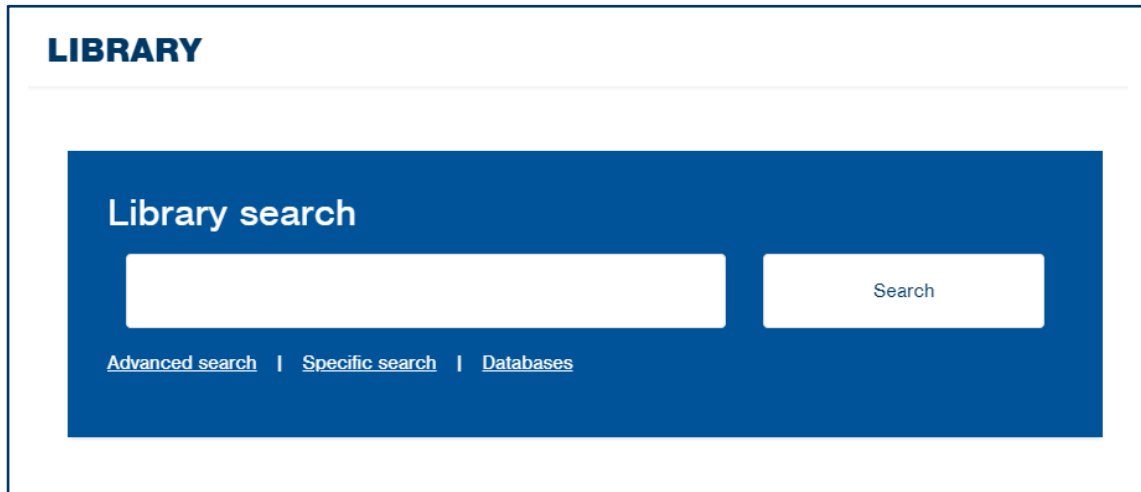 LIBRARY
Library search
Search
Advanced search | Specific search | Databases